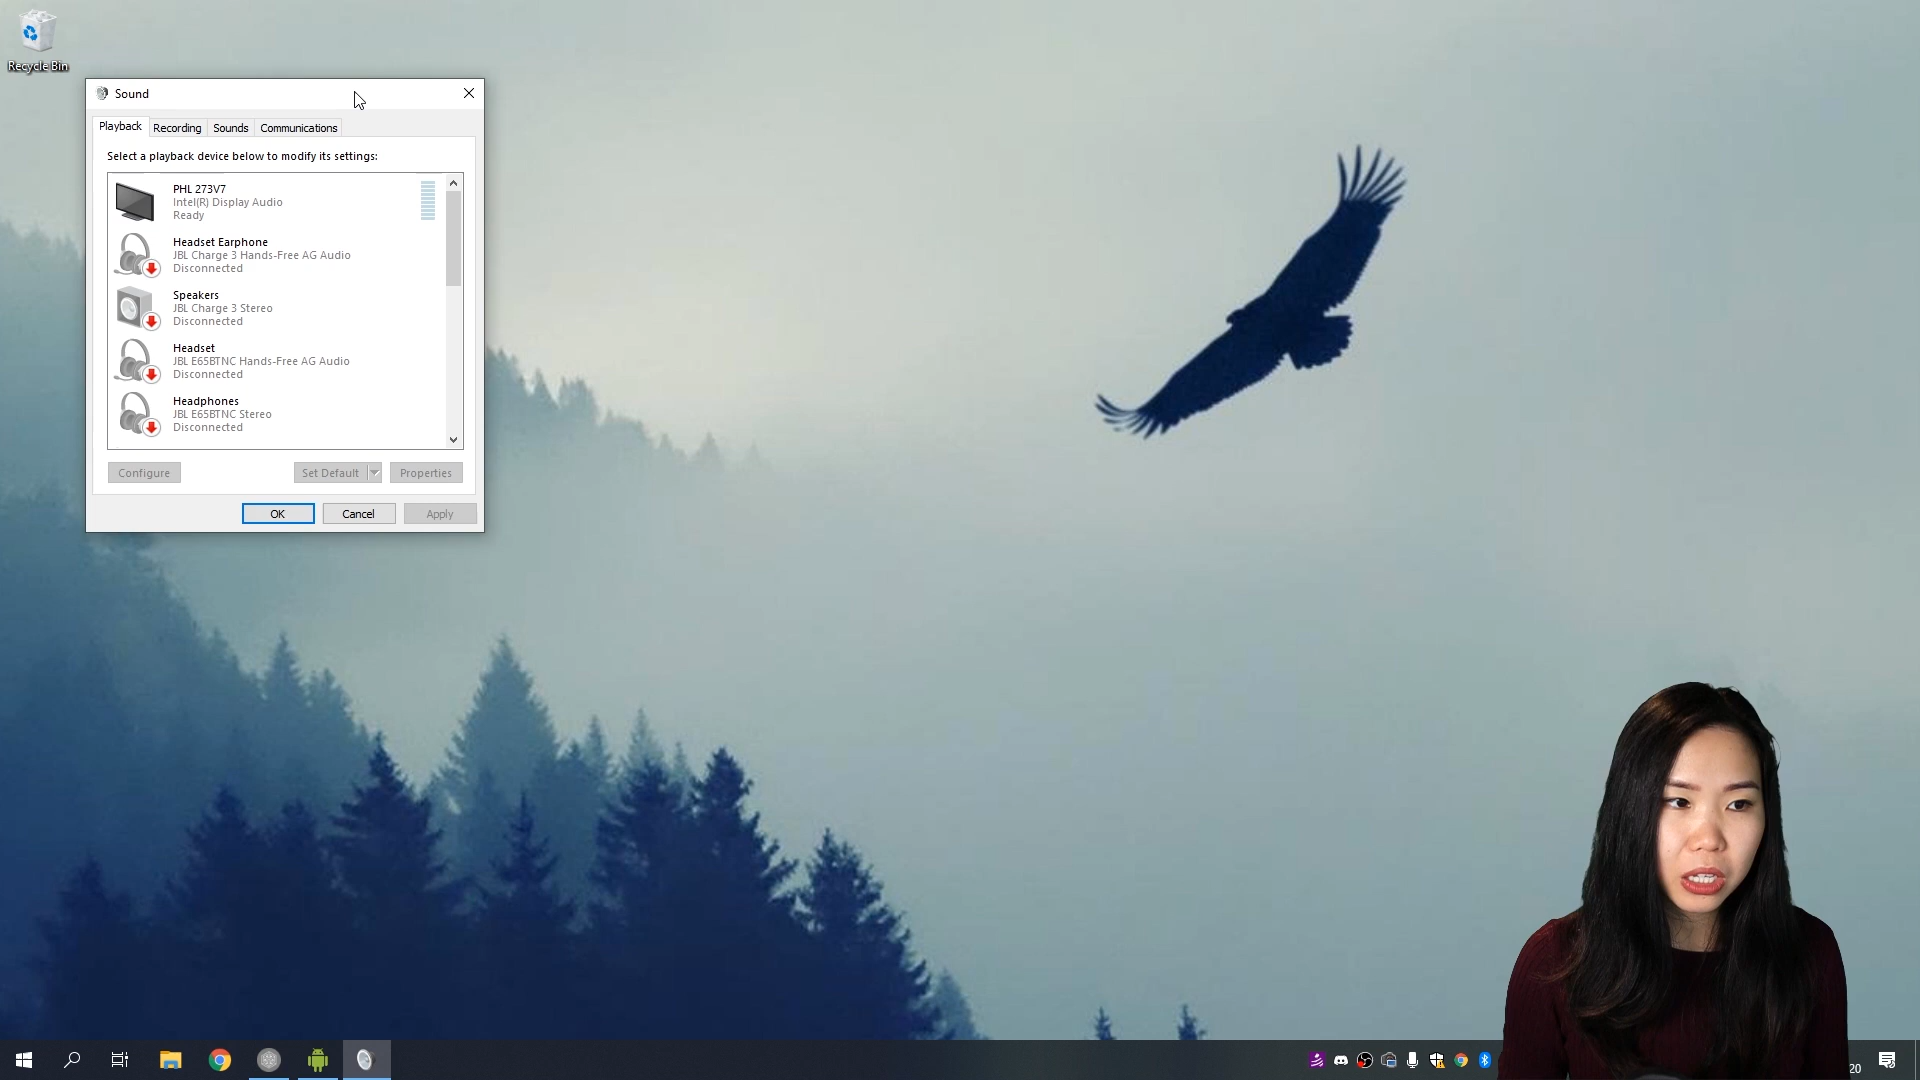 Recycle Bin
Sound
Playback
Recording
Sounds
Communications
Select a playback device below to modify its settings:
PHL 273V7
Intel(R) Display Audio
Ready
Headset Earphone
JBL Charge 3 Hands-Free AG Audio
Disconnected
Speakers
JBL Charge 3 Stereo
Disconnected
Headset
JBL E65BTNC Hands-Free AG Audio
Disconnected
Headphones
JBL E65BTNC Stereo
Disconnected
Configure
Set Default
Properties
OK
Cancel
Apply
20